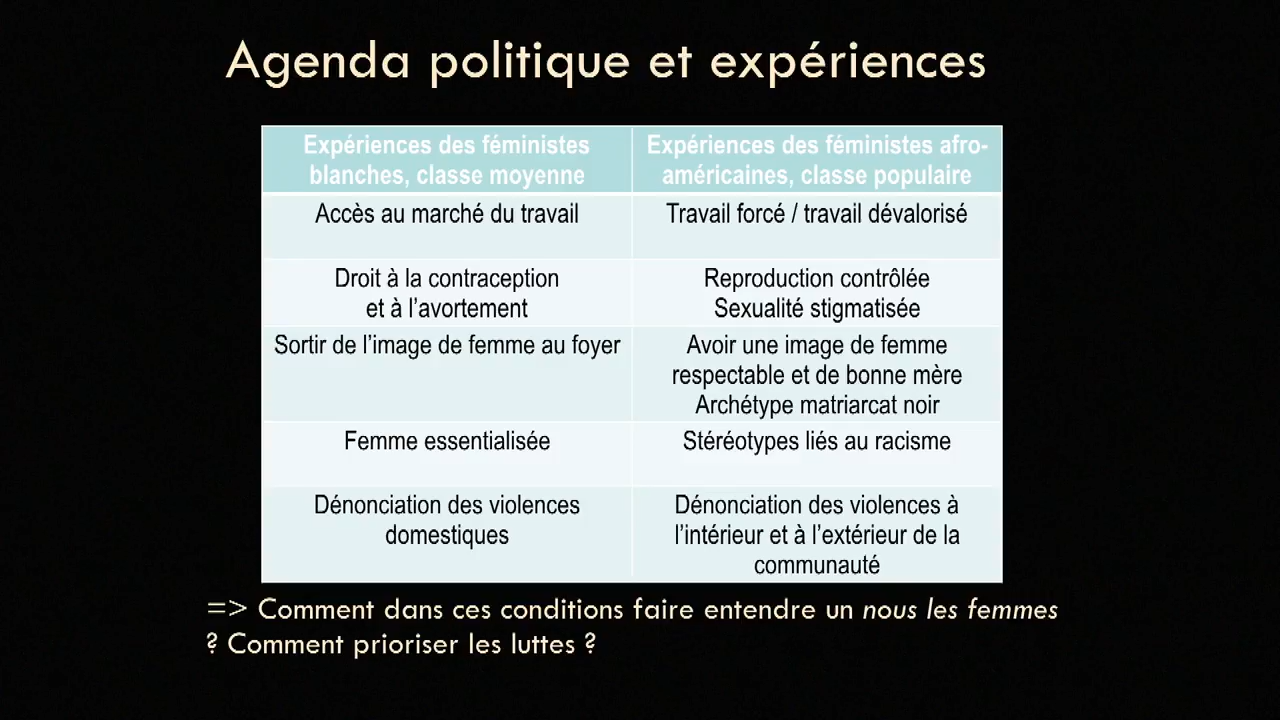 Agenda politique et expériences
Expériences des féministes
blanches, classe moyenne
Expériences des féministes afro-
américaines, classe populaire
Accès au marché du travail
Travail forcé / travail dévalorisé
Droit à la contraception
et à l’avortement
Reproduction contrôlée
Sexualité stigmatisée
Sortir de l’image de femme au foyer
Avoir une image de femme
respectable et de bonne mère
Archétype matriarcat noir
Femme essentialisée
Stéréotypes liés au racisme
Dénonciation des violences
domestiques
Dénonciation des violences à
l’intérieur et à l’extérieur de la
communauté
=> Comment dans ces conditions faire entendre un nous les femmes
? Comment prioriser les luttes ?